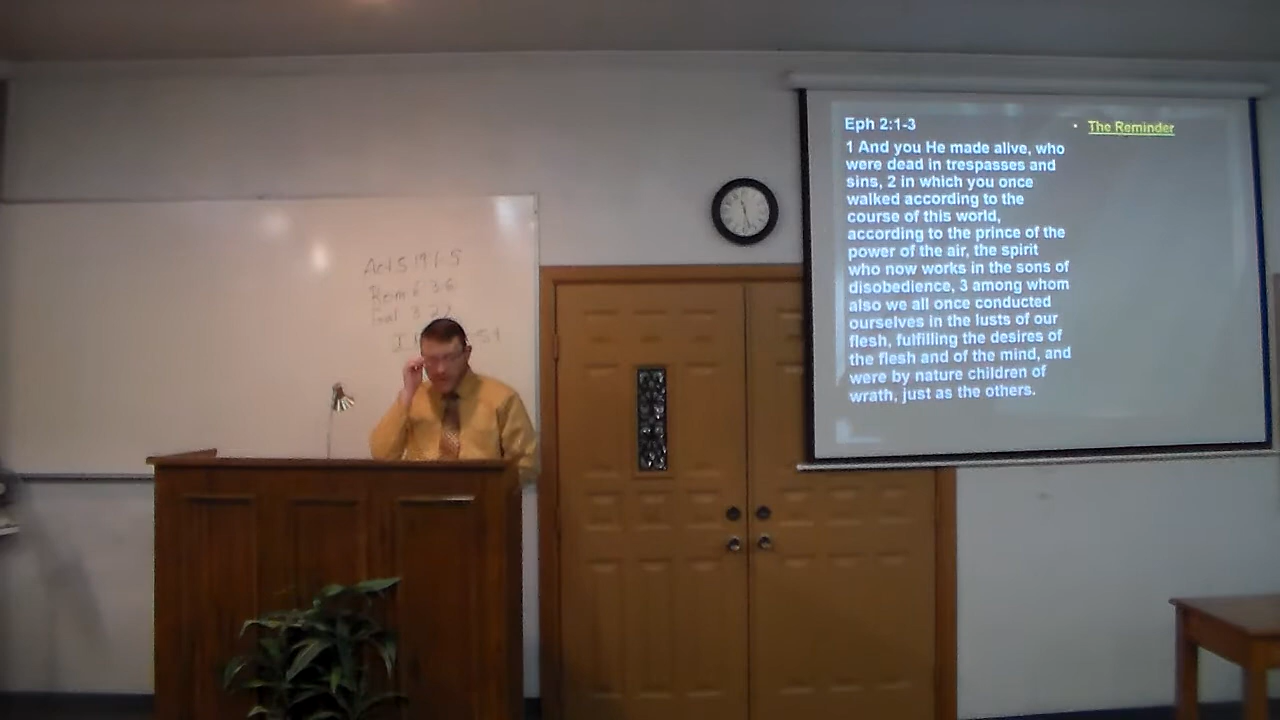 Acts 19 1-5
Rom 6 3-6
Gal 3 27
Eph 2:1-3
1 And you He made alive, who
were dead in trespasses and
sins, 2 in which you once
walked according to the
course of this world,
according to the prince of the
power of the air, the spirit
who now works in the sons of
disobedience, 3 among whom
also we all once conducted
ourselves in the lusts of our
flesh, fulfilling the desires of
the flesh and of the mind, and
were by nature children of
wrath, just as the others.
• The Reminder